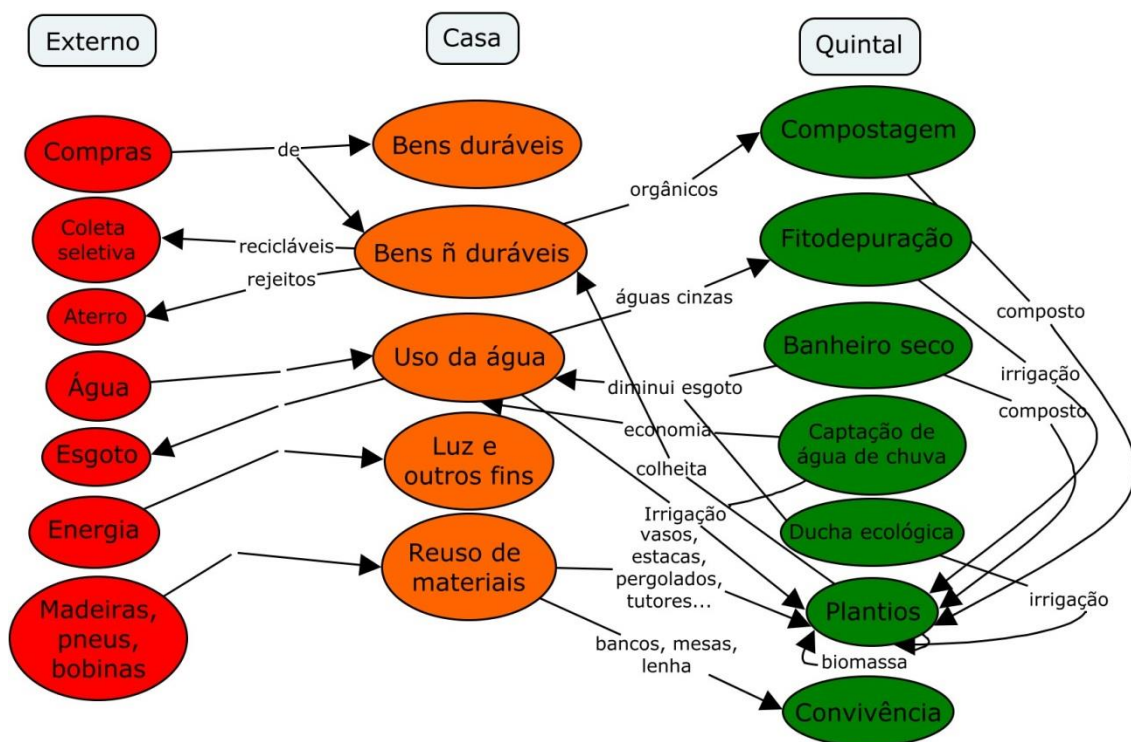 Externo
Casa
Quintal
Compras
Coleta
seletiva
Aterro
Água
Esgoto
Energia
Madeiras,
pneus,
bobinas
de
recicláveis
rejeitos
Bens duráveis
Bens ñ duráveis
Uso da água
Luz e
outros fins
Reuso de
materiais
orgânicos
águas cinzas
diminui esgoto
economia
colheita
Irrigação
vasos,
estacas,
pergolados,
tutores...
bancos, mesas,
lenha
Compostagem
Fitodepuração
Banheiro seco
Captação de
água de chuva
Ducha ecológica
Plantios
biomassa
Convivência
composto
irrigação
composto
irrigação